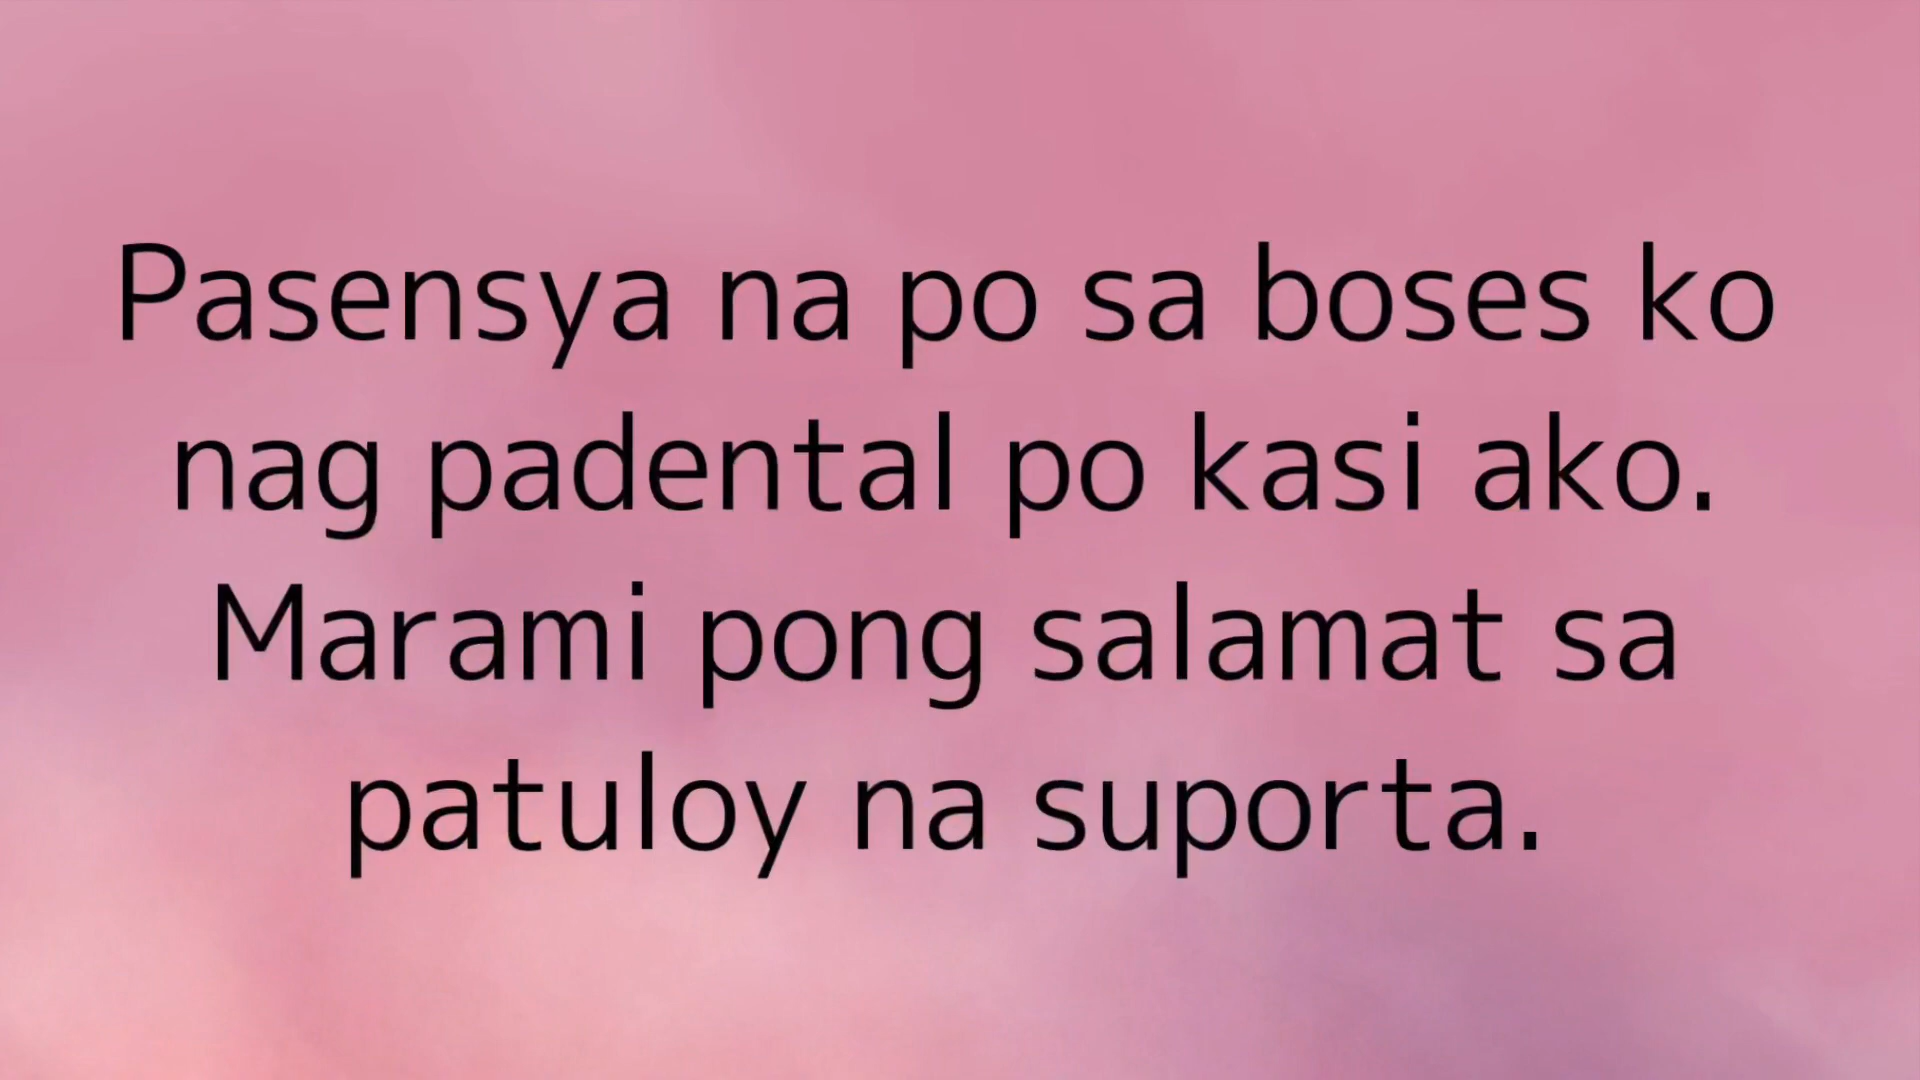 Pasensya na po sa boses ko
nag padental po kasi ako.
Marami pong salamat sa
patuloy na suporta.